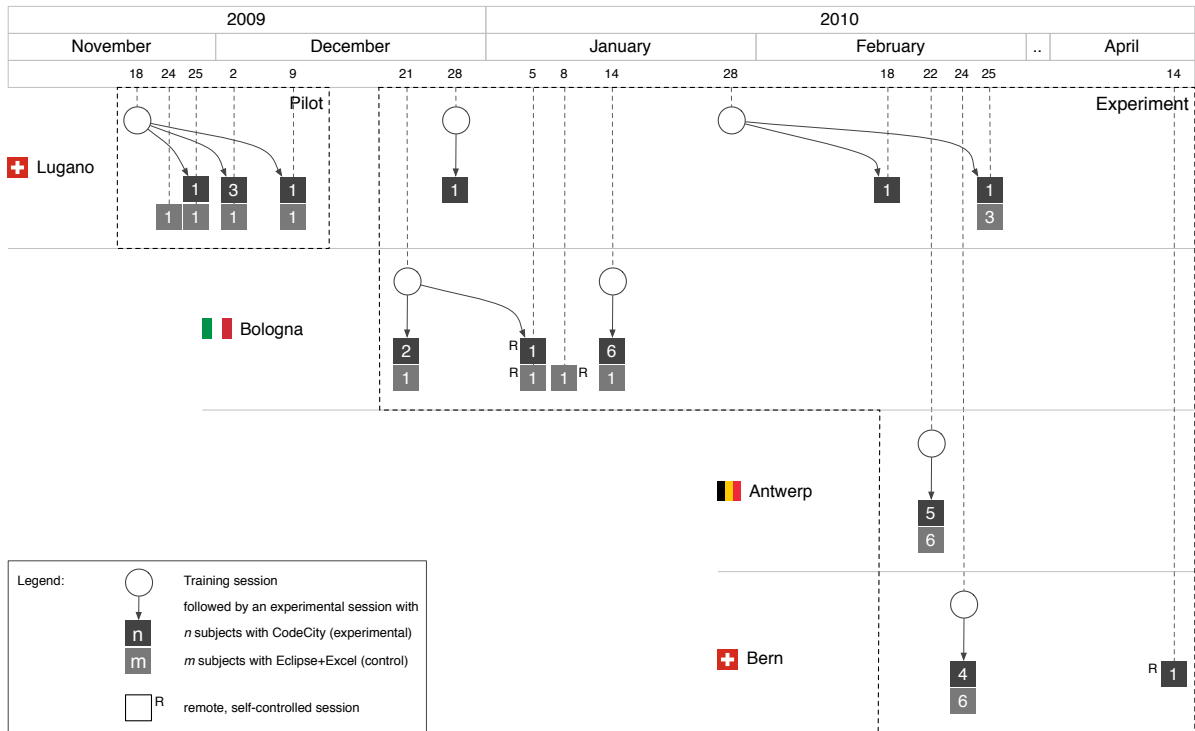 2009 2010
November December January February .. April
18 24 25 2 9 21 28 5 8 14 28 18 22 24 25 14
Pilot Experiment
Lugano
1 3 1 1 1 1
1 1 1 1 3
Bologna
2 R 1 6
1 R 1 1 R 1
Antwerp
5
6
Bern
4 R 1
6
Legend:
Training session
followed by an experimental session with
n n subjects with CodeCity (experimental)
m m subjects with Eclipse+Excel (control)
R remote, self-controlled session